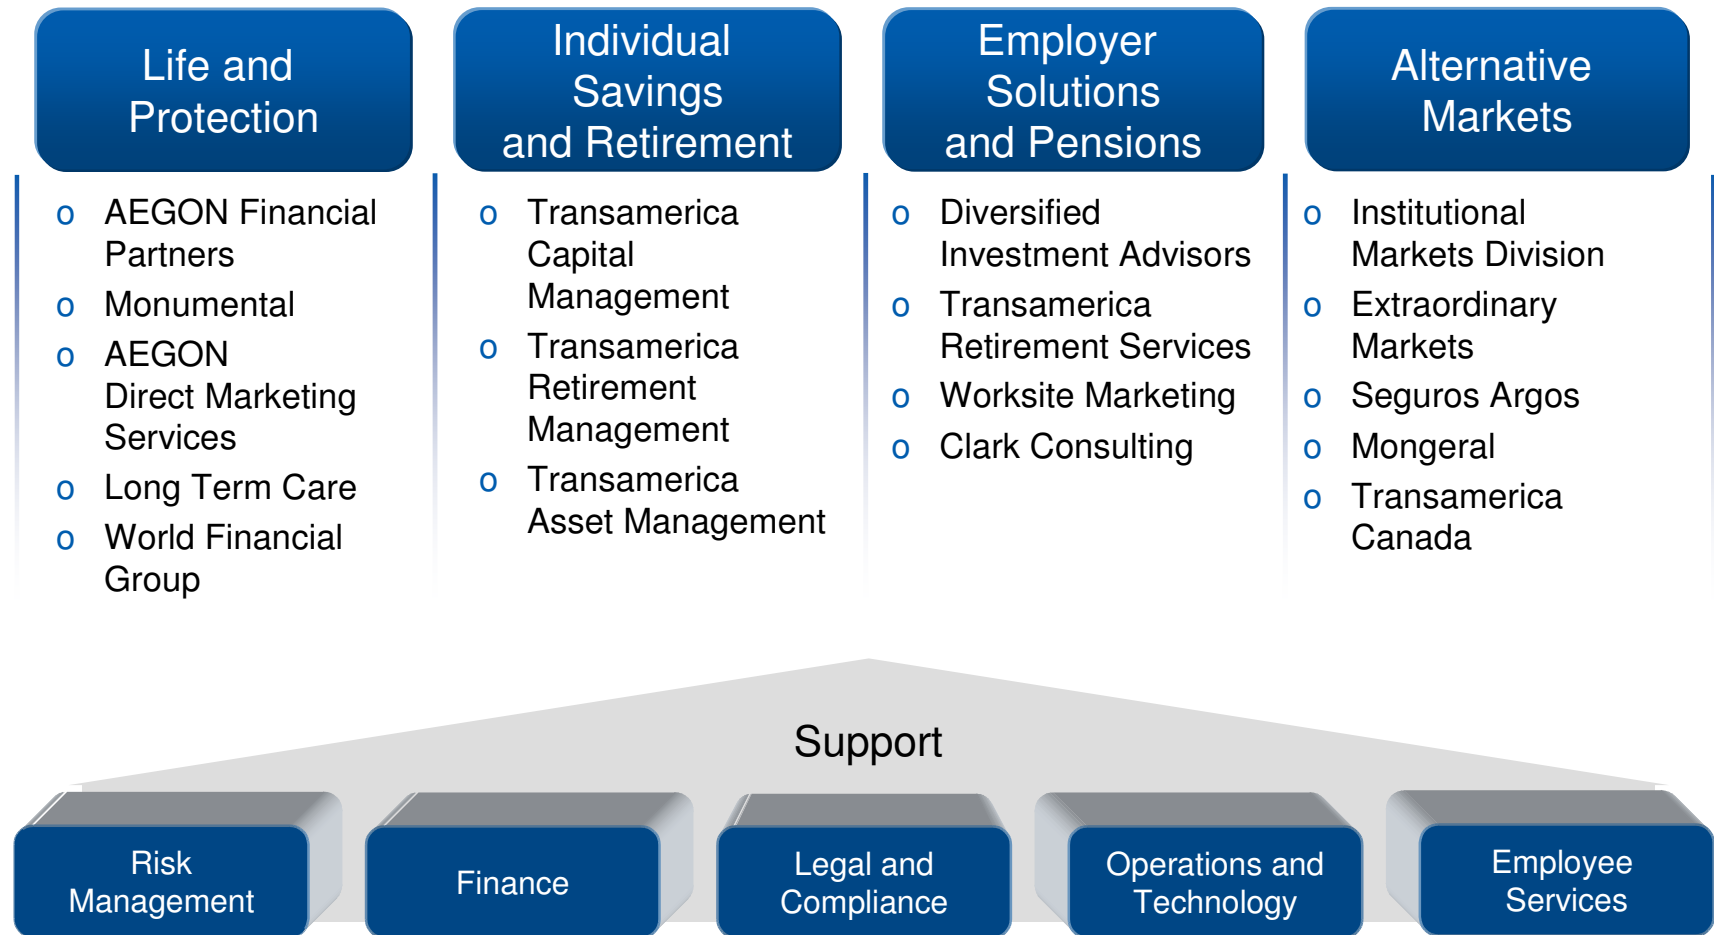 Life and
Protection
Individual
Savings
and Retirement
Employer
Solutions
and Pensions
Alternative
Markets
o AEGON Financial
Partners
o Monumental
o AEGON
Direct Marketing
Services
o Long Term Care
o World Financial
Group
o Transamerica
Capital
Management
o Transamerica
Retirement
Management
o Transamerica
Asset Management
o Diversified
Investment Advisors
o Transamerica
Retirement Services
o Worksite Marketing
o Clark Consulting
o Institutional
Markets Division
o Extraordinary
Markets
o Seguros Argos
o Mongeral
o Transamerica
Canada
Support
Risk
Management
Finance
Legal and
Compliance
Operations and
Technology
Employee
Services